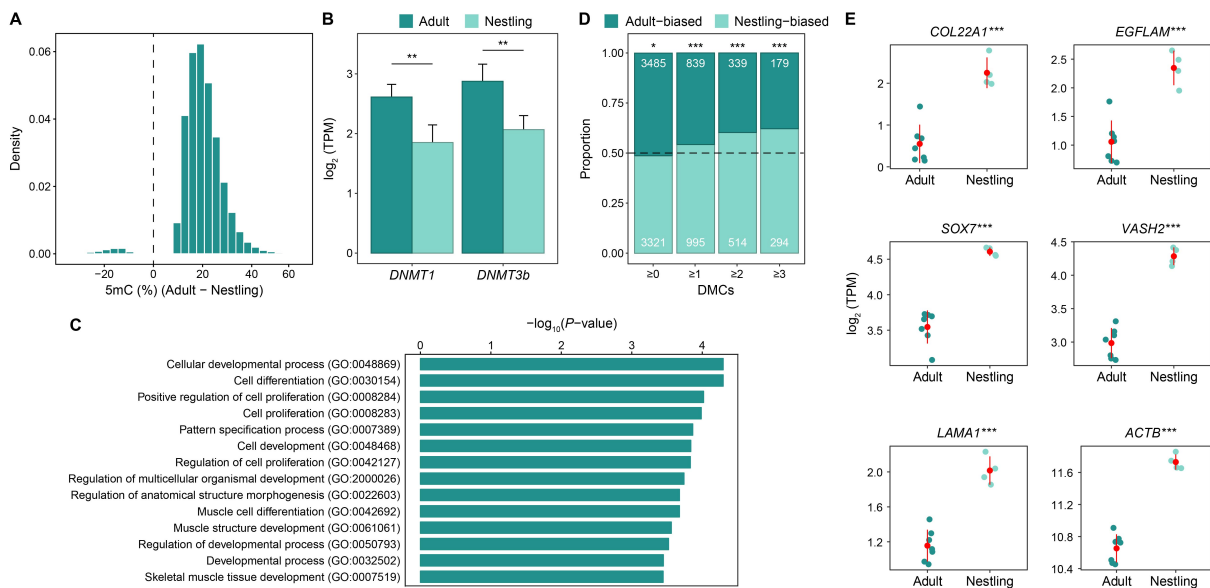 A
Density
0.06
0.04
0.02
0.00
−20
0
20
40
60
5mC (%) (Adult − Nestling)
B
Adult
Nestling
log2 (TPM)
3
2
1
0
**
**
DNMT1
DNMT3b
C
−log10(P−value)
0
1
2
3
4
Cellular developmental process (GO:0048869)
Cell differentiation (GO:0030154)
Positive regulation of cell proliferation (GO:0008284)
Cell proliferation (GO:0008283)
Pattern specification process (GO:0007389)
Cell development (GO:0048468)
Regulation of cell proliferation (GO:0042127)
Regulation of multicellular organismal development (GO:2000026)
Regulation of anatomical structure morphogenesis (GO:0022603)
Muscle cell differentiation (GO:0042692)
Muscle structure development (GO:0061061)
Regulation of developmental process (GO:0050793)
Developmental process (GO:0032502)
Skeletal muscle tissue development (GO:0007519)
D
Adult−biased
Nestling−biased
Proportion
1.00
0.75
0.50
0.25
0.00
* *** *** ***
3485 839 339 179
3321 995 514 294
≥0 ≥1 ≥2 ≥3
DMCs
E
log2 (TPM)
COL22A1***
2
1
0
Adult Nestling
EGFLAM***
2.5
2.0
1.5
1.0
Adult Nestling
SOX7***
4.5
4.0
3.5
3.0
Adult Nestling
VASH2***
4.5
4.0
3.5
3.0
Adult Nestling
LAMA1***
2.0
1.6
1.2
Adult Nestling
ACTB***
11.6
11.2
10.8
10.4
Adult Nestling